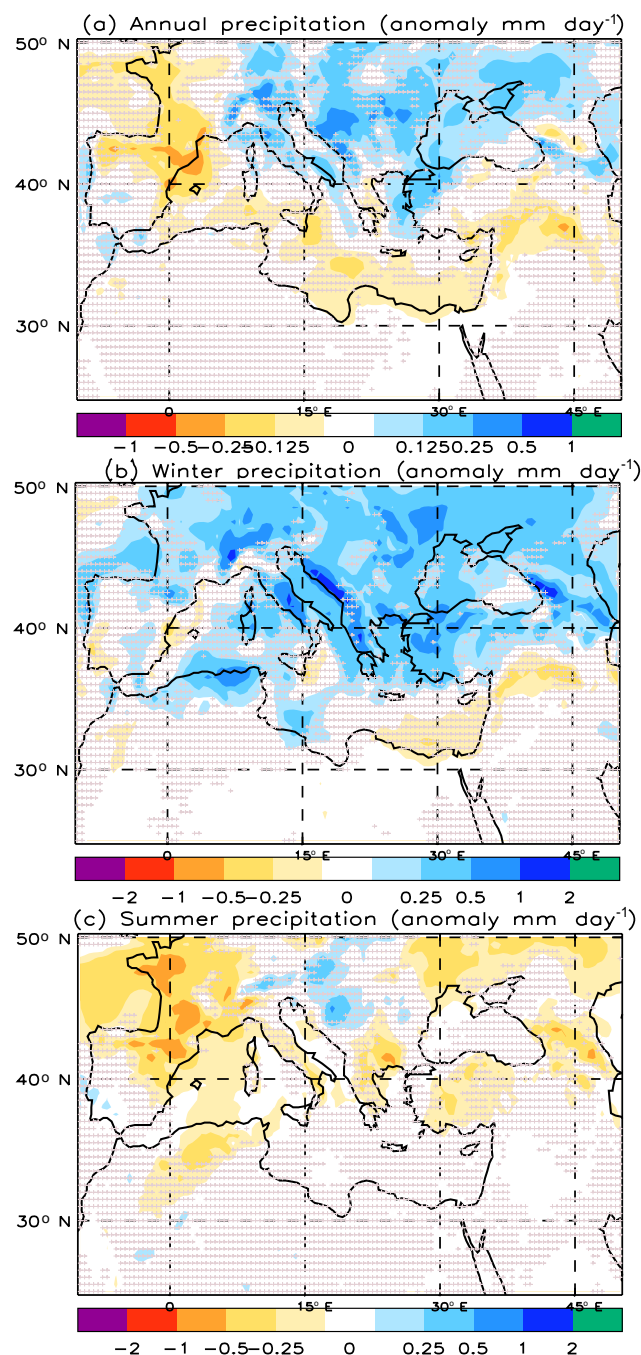 (a) Annual precipitation (anomaly mm day⁻¹)
50° N
40° N
30° N
0 15° E 30° E 45° E
−1 −0.5 −0.25 −0.125 0 0.125 0.25 0.5 1
(b) Winter precipitation (anomaly mm day⁻¹)
50° N
40° N
30° N
0 15° E 30° E 45° E
−2 −1 −0.5 −0.25 0 0.25 0.5 1 2
(c) Summer precipitation (anomaly mm day⁻¹)
50° N
40° N
30° N
0 15° E 30° E 45° E
−2 −1 −0.5 −0.25 0 0.25 0.5 1 2